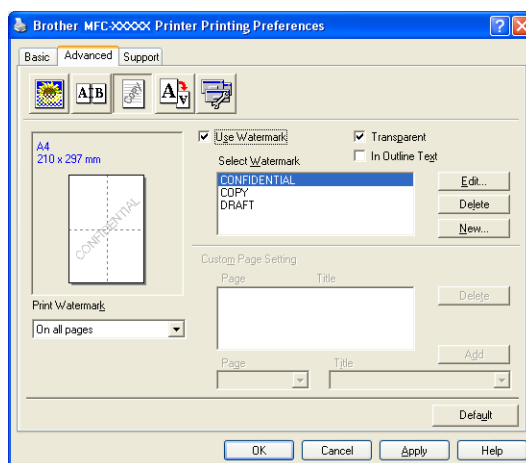 Brother MFC-XXXXX Printer Printing Preferences
Basic Advanced Support
A B
copy
A A
A4
210 x 297 mm
CONFIDENTIAL
Print Watermark
On all pages
Use Watermark
Transparent
In Outline Text
Select Watermark
CONFIDENTIAL
COPY
DRAFT
Edit...
Delete
New...
Custom Page Setting
Page Title
Delete
Add
Page Title
Default
OK Cancel Apply Help